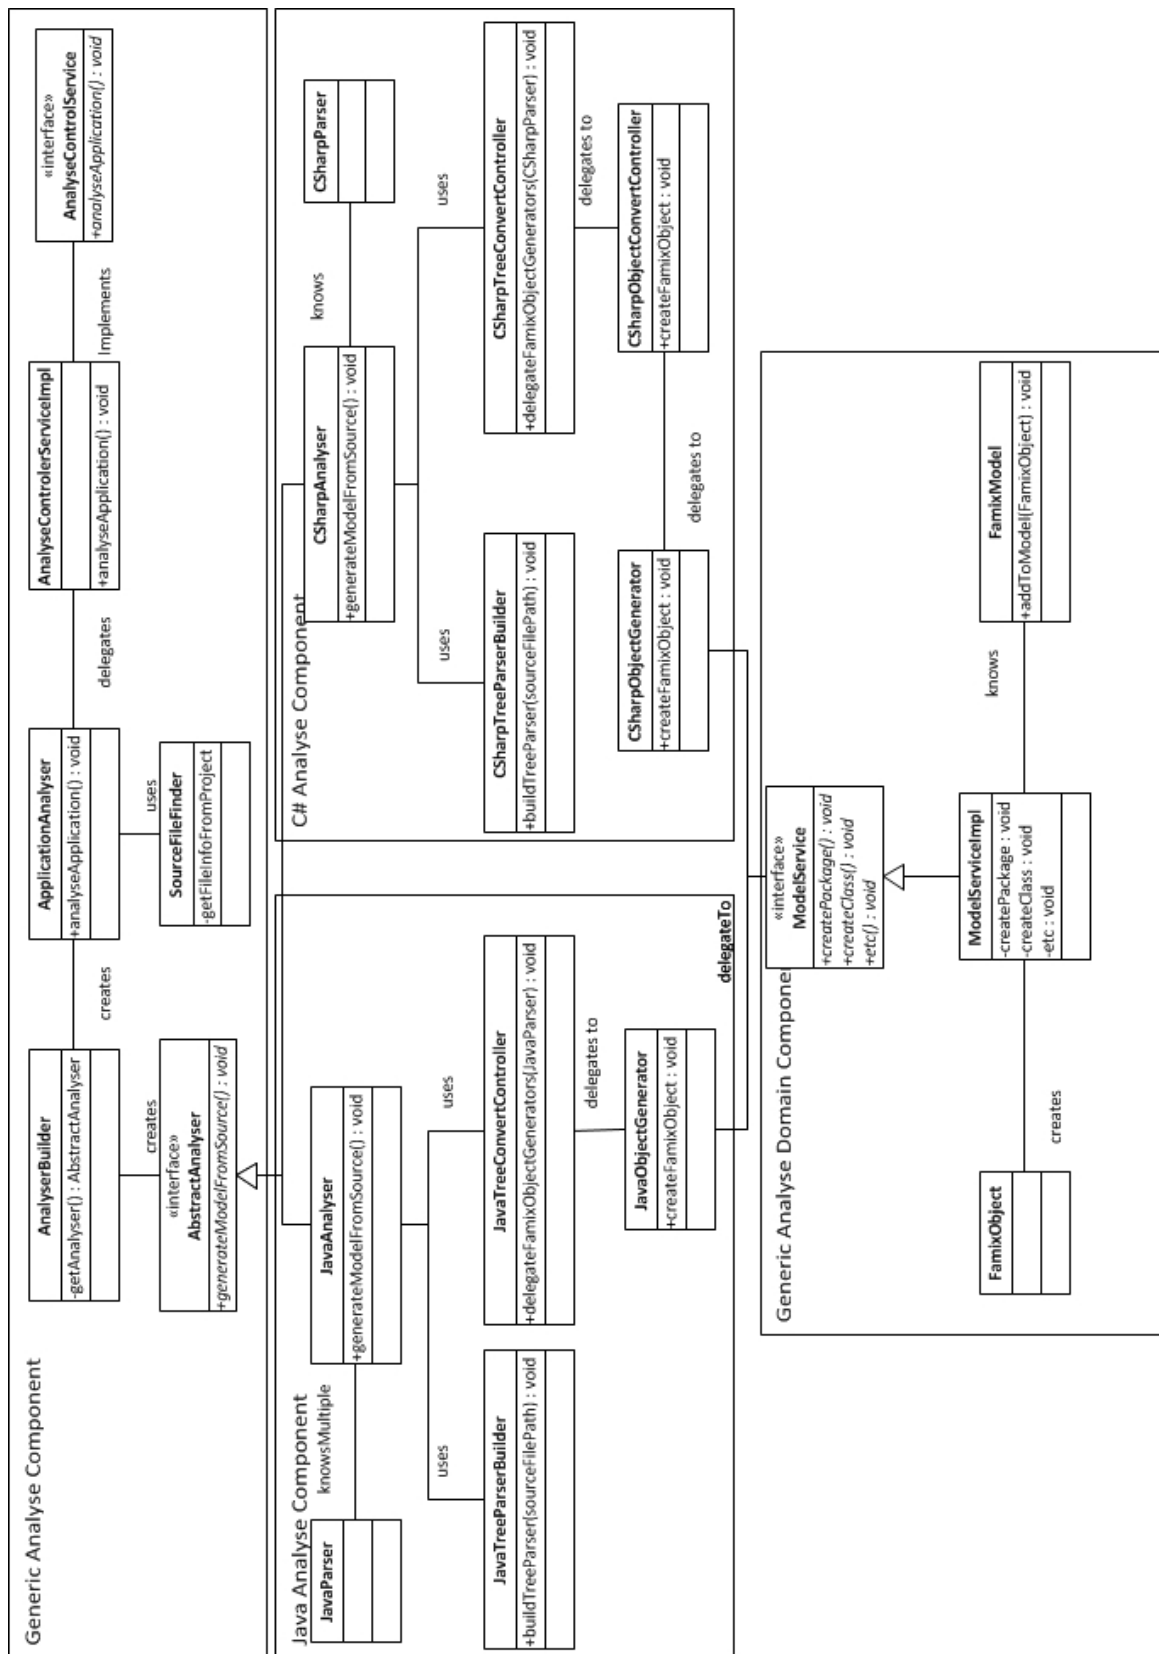 Generic Analyse Component
AnalyserBuilder
-getAnalyser() : AbstractAnalyser
creates
ApplicationAnalyser
+analyseApplication() : void
delegates
AnalyseControlerServiceImpl
+analyseApplication() : void
Implements
«interface»
AnalyseControlService
+analyseApplication() : void
creates
«interface»
AbstractAnalyser
+generateModelFromSource() : void
uses
SourceFileFinder
-getFileInfoFromProject
Java Analyse Component
JavaParser
knowsMultiple
JavaAnalyser
+generateModelFromSource() : void
uses
uses
JavaTreeParserBuilder
+buildTreeParser(sourceFilePath) : void
JavaTreeConvertController
+delegateFamixObjectGenerators(JavaParser) : void
delegates to
JavaObjectGenerator
+createFamixObject : void
delegateTo
C# Analyse Component
CSharpAnalyser
+generateModelFromSource() : void
knows
CSharpParser
uses
uses
CSharpTreeParserBuilder
+buildTreeParser(sourceFilePath) : void
CSharpTreeConvertController
+delegateFamixObjectGenerators(CSharpParser) : void
delegates to
CSharpObjectGenerator
+createFamixObject : void
delegates to
CSharpObjectConvertController
+createFamixObject : void
Generic Analyse Domain Componen
«interface»
ModelService
+createPackage() : void
+createClass() : void
+etc() : void
FamixObject
creates
ModelServiceImpl
-createPackage : void
-createClass : void
-etc : void
knows
FamixModel
+addToModel(FamixObject) : void